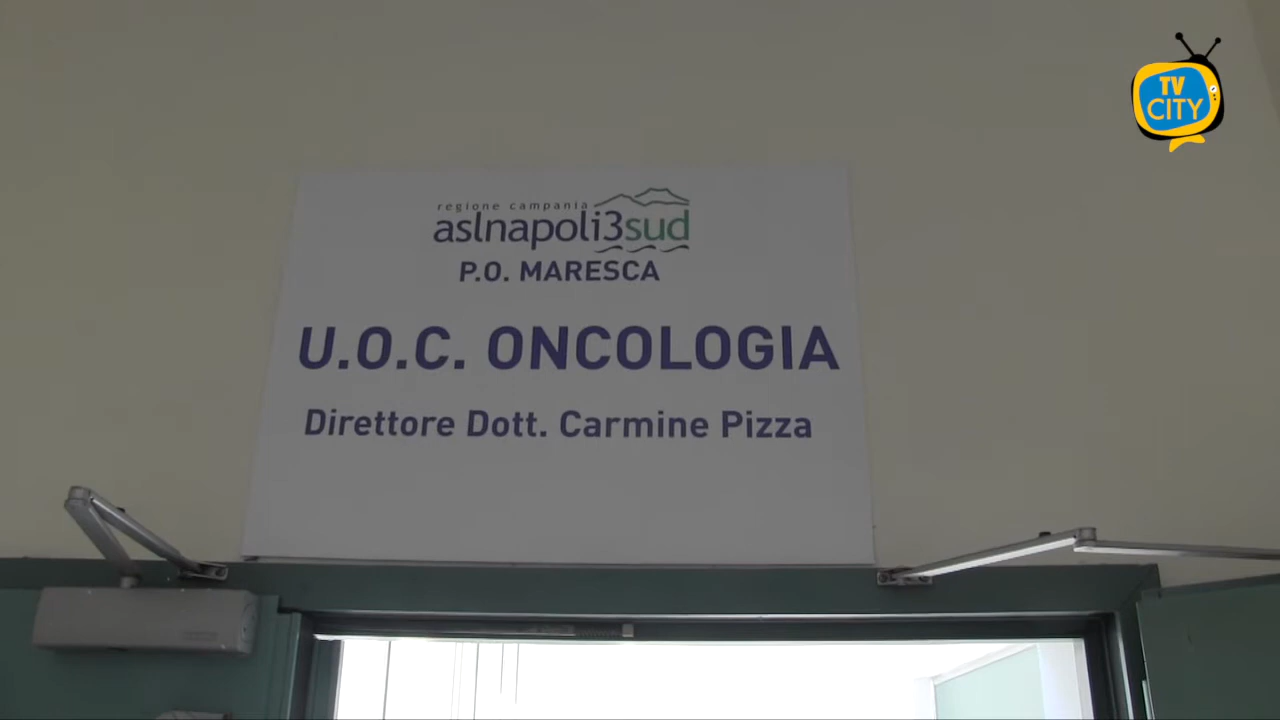 TV
CITY
regione campania
aslnapoli3sud
P.O. MARESCA
U.O.C. ONCOLOGIA
Direttore Dott. Carmine Pizza